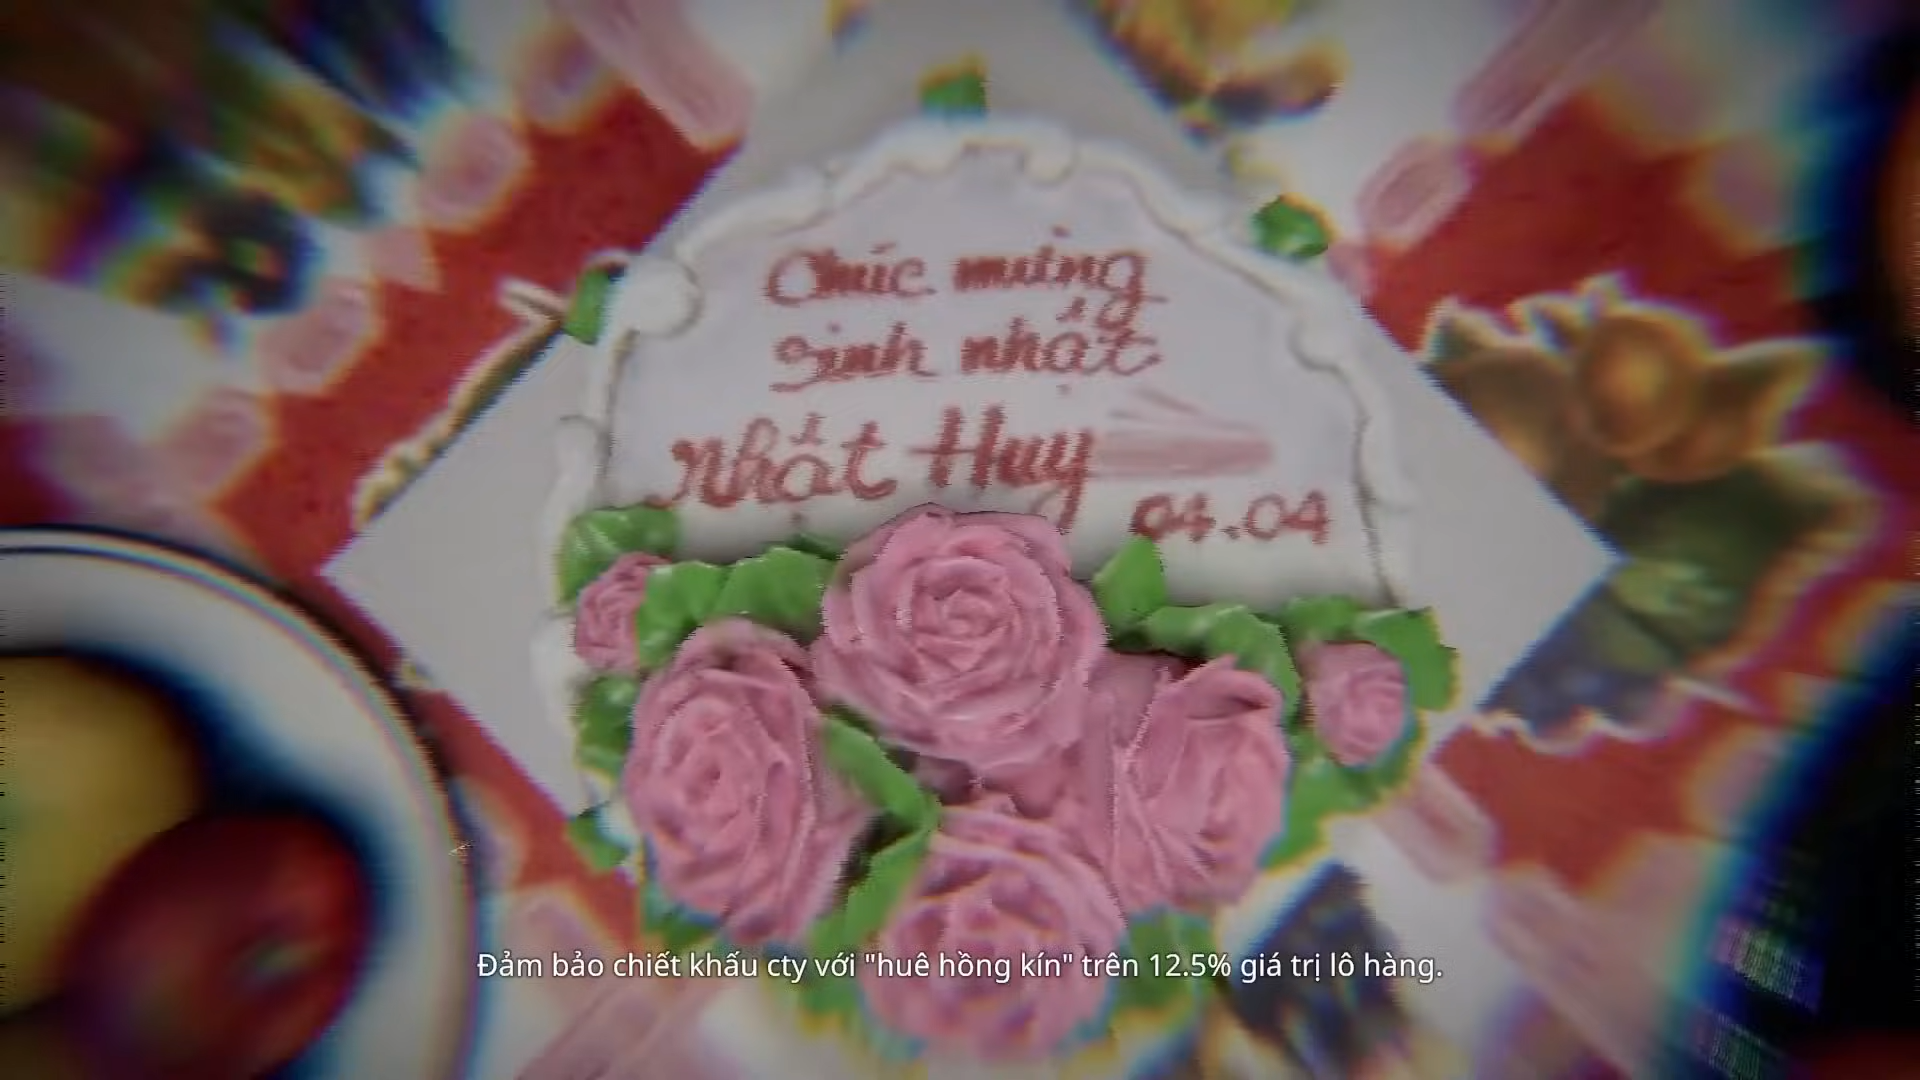 Chúc mừng
sinh nhật
Nhật Huy
04.04
Đảm bảo chiết khấu cty với "huê hồng kín" trên 12.5% giá trị lô hàng.